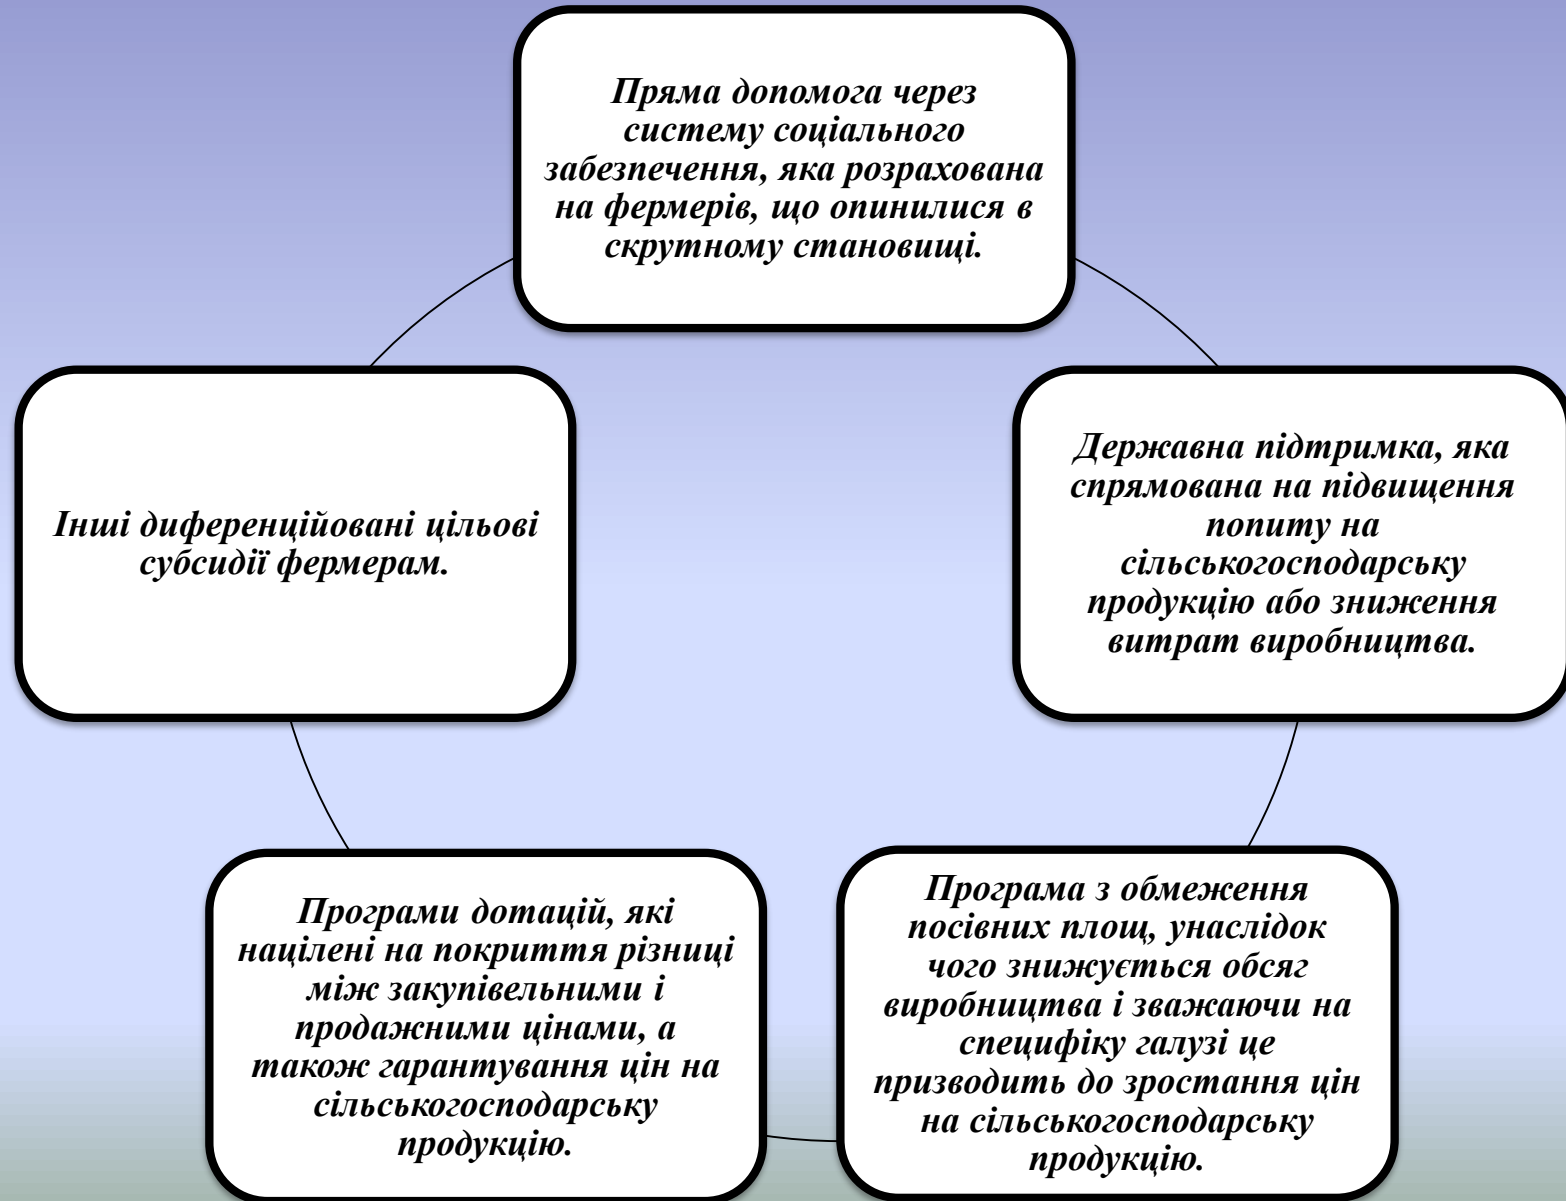 Пряма допомога через
систему соціального
забезпечення, яка розрахована
на фермерів, що опинилися в
скрутному становищі.
Державна підтримка, яка
спрямована на підвищення
попиту на
сільськогосподарську
продукцію або зниження
витрат виробництва.
Програма з обмеження
посівних площ, унаслідок
чого знижується обсяг
виробництва і зважаючи на
специфіку галузі це
призводить до зростання цін
на сільськогосподарську
продукцію.
Програми дотацій, які
націлені на покриття різниці
між закупівельними і
продажними цінами, а
також гарантування цін на
сільськогосподарську
продукцію.
Інші диференційовані цільові
субсидії фермерам.